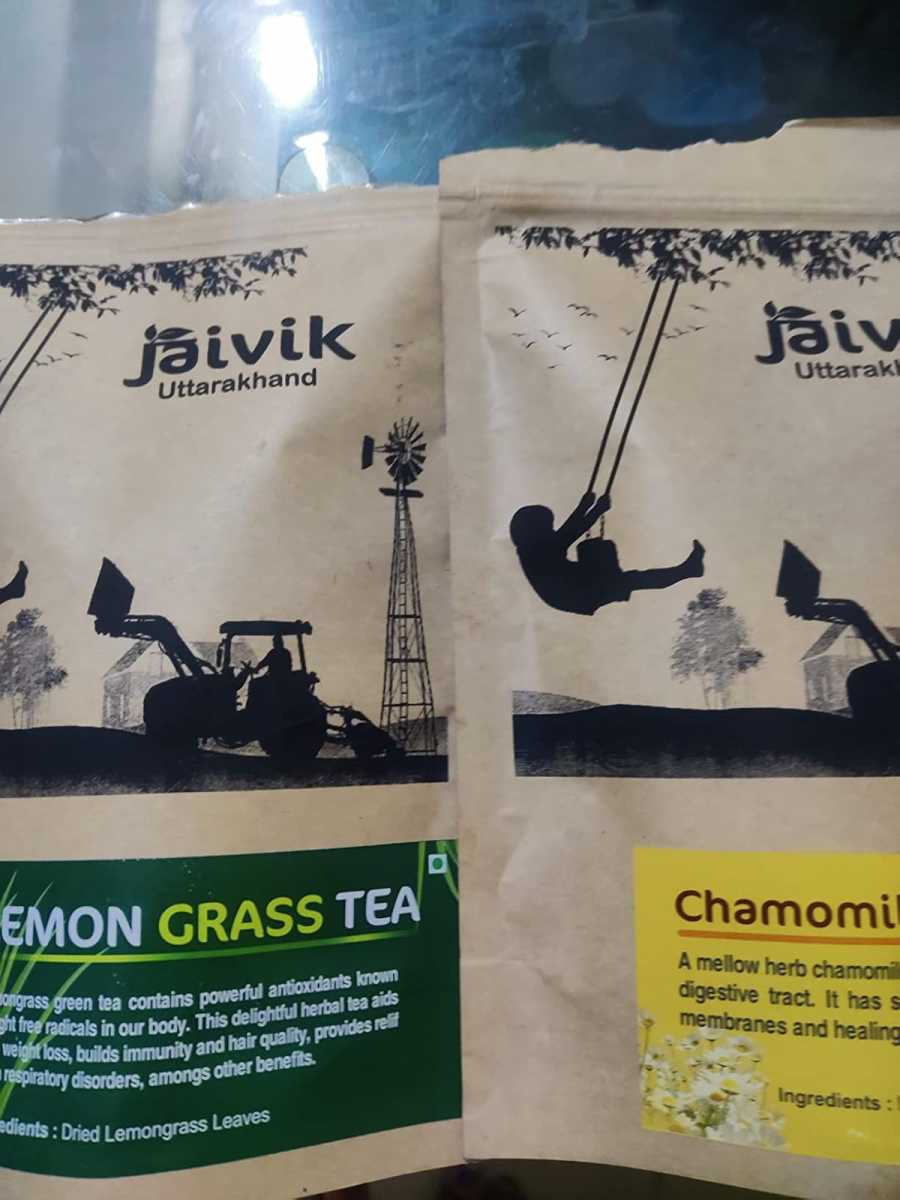 Jaivik
Uttarakhand
EMON GRASS TEA
ongrass green tea contains powerful antioxidants known
ght free radicals in our body. This delightful herbal tea aids
weight loss, builds immunity and hair quality, provides relif
respiratory disorders, amongs other benefits.
edients : Dried Lemongrass Leaves
Jaiv
Uttarak
Chamomil
A mellow herb chamomil
digestive tract. It has s
membranes and healing
Ingredients :